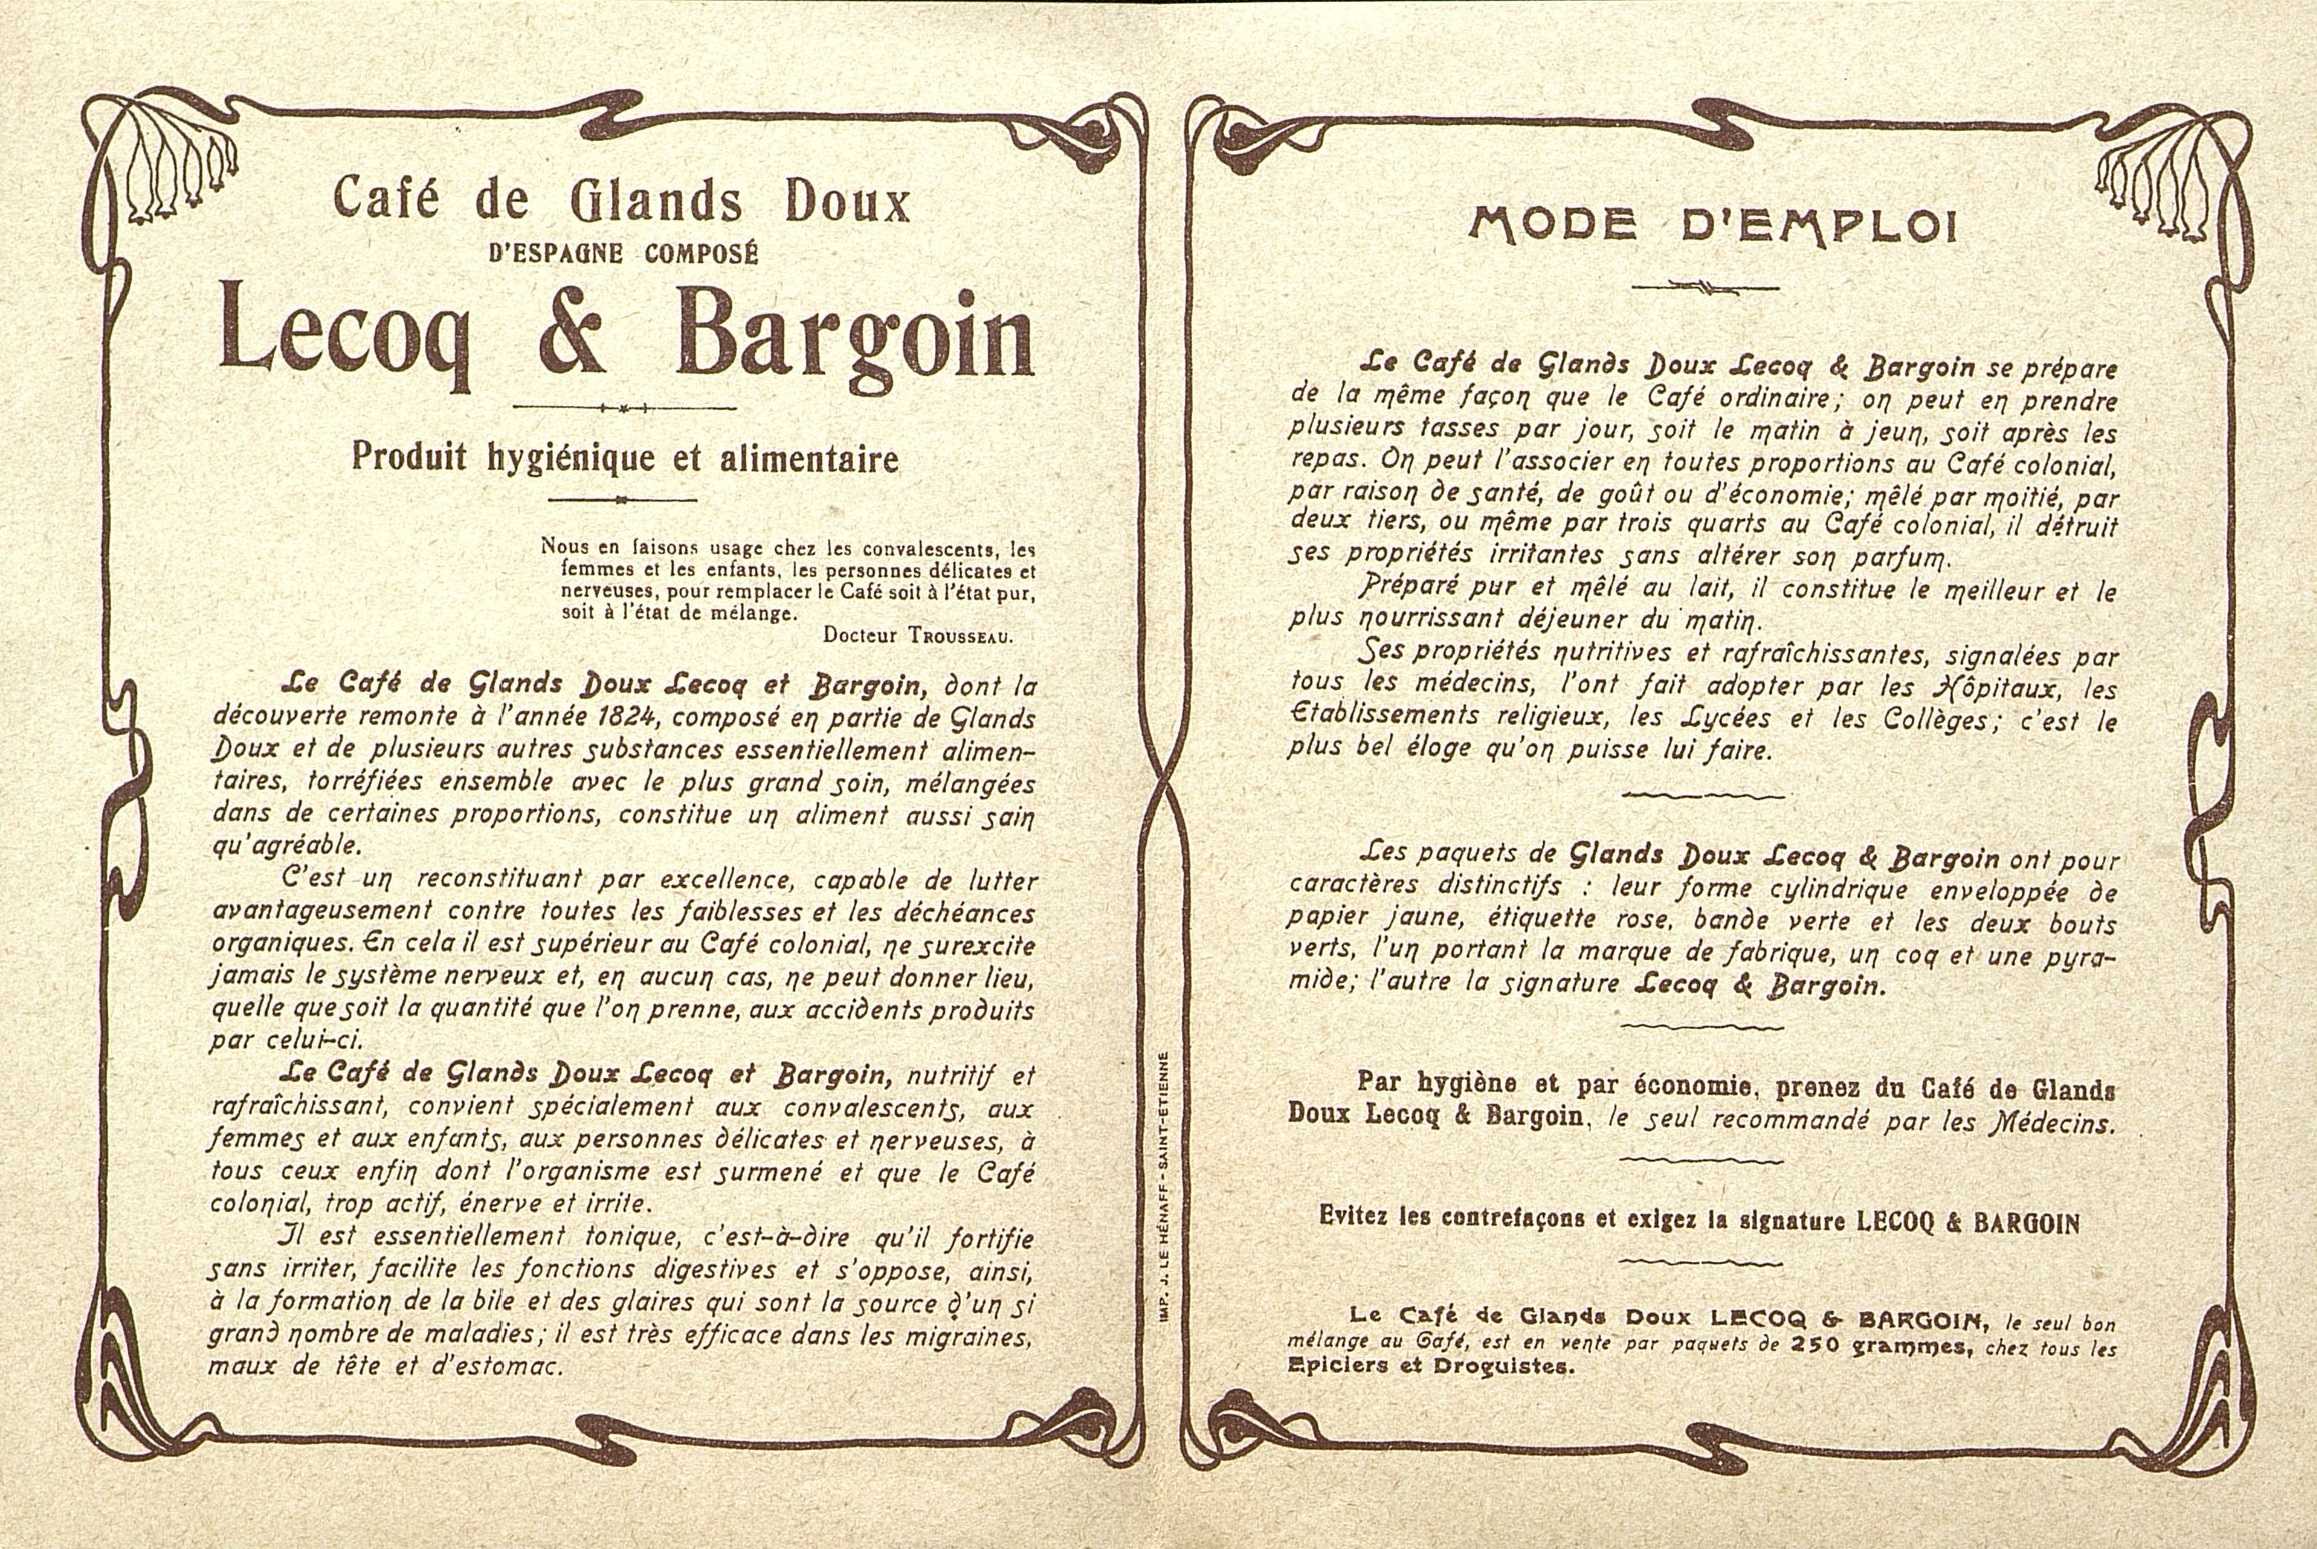 Café de Glands Doux
D'ESPAGNE COMPOSÉ
Lecoq & Bargoin
Produit hygiénique et alimentaire
Nous en faisons usage chez les convalescents, les
femmes et les enfants, les personnes délicates et
nerveuses, pour remplacer le Café soit à l'état pur,
soit à l'état de mélange.
Docteur TROUSSEAU.
Le Café de Glands Doux Lecoq et Bargoin, dont la
découverte remonte à l'année 1824, composé en partie de Glands
Doux et de plusieurs autres substances essentiellement alimen-
taires, torréfiées ensemble avec le plus grand soin, mélangées
dans de certaines proportions, constitue un aliment aussi sain
qu'agréable.
C'est un reconstituant par excellence, capable de lutter
avantageusement contre toutes les faiblesses et les déchéances
organiques. En cela il est supérieur au Café colonial, ne surexcite
jamais le système nerveux et, en aucun cas, ne peut donner lieu,
quelle que soit la quantité que l'on prenne, aux accidents produits
par celui-ci.
Le Café de Glands Doux Lecoq et Bargoin, nutritif et
rafraîchissant, convient spécialement aux convalescents, aux
femmes et aux enfants, aux personnes délicates et nerveuses, à
tous ceux enfin dont l'organisme est surmené et que le Café
colonial, trop actif, énerve et irrite.
Il est essentiellement tonique, c'est-à-dire qu'il fortifie
sans irriter, facilite les fonctions digestives et s'oppose, ainsi,
à la formation de la bile et des glaires qui sont la source d'un si
grand nombre de maladies; il est très efficace dans les migraines,
maux de tête et d'estomac.
IMP. J. LE HÉNAFF - SAINT-ETIENNE
MODE D'EMPLOI
Le Café de Glands Doux Lecoq & Bargoin se prépare
de la même façon que le Café ordinaire; on peut en prendre
plusieurs tasses par jour, soit le matin à jeun, soit après les
repas. On peut l'associer en toutes proportions au Café colonial,
par raison de santé, de goût ou d'économie; mêlé par moitié, par
deux tiers, ou même par trois quarts au Café colonial, il détruit
ses propriétés irritantes sans altérer son parfum.
Préparé pur et mêlé au lait, il constitue le meilleur et le
plus nourrissant déjeuner du matin.
Ses propriétés nutritives et rafraîchissantes, signalées par
tous les médecins, l'ont fait adopter par les Hôpitaux, les
Etablissements religieux, les Lycées et les Collèges; c'est le
plus bel éloge qu'on puisse lui faire.
Les paquets de Glands Doux Lecoq & Bargoin ont pour
caractères distinctifs : leur forme cylindrique enveloppée de
papier jaune, étiquette rose, bande verte et les deux bouts
verts, l'un portant la marque de fabrique, un coq et une pyra-
mide; l'autre la signature Lecoq & Bargoin.
Par hygiène et par économie, prenez du Café de Glands
Doux Lecoq & Bargoin, le seul recommandé par les Médecins.
Evitez les contrefaçons et exigez la signature LECOQ & BARGOIN
Le Café de Glands Doux LECOQ & BARGOIN, le seul bon
mélange au Café, est en vente par paquets de 250 grammes, chez tous les
Epiciers et Droguistes.